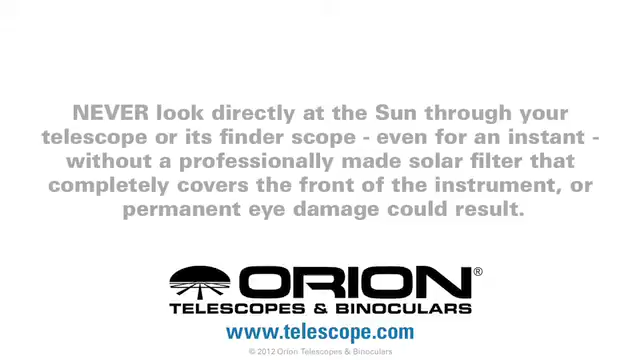 NEVER look directly at the Sun through your
telescope or its finder scope - even for an instant -
without a professionally made solar filter that
completely covers the front of the instrument, or
permanent eye damage could result.
ORION®
TELESCOPES & BINOCULARS
www.telescope.com
© 2012 Orion Telescopes & Binoculars